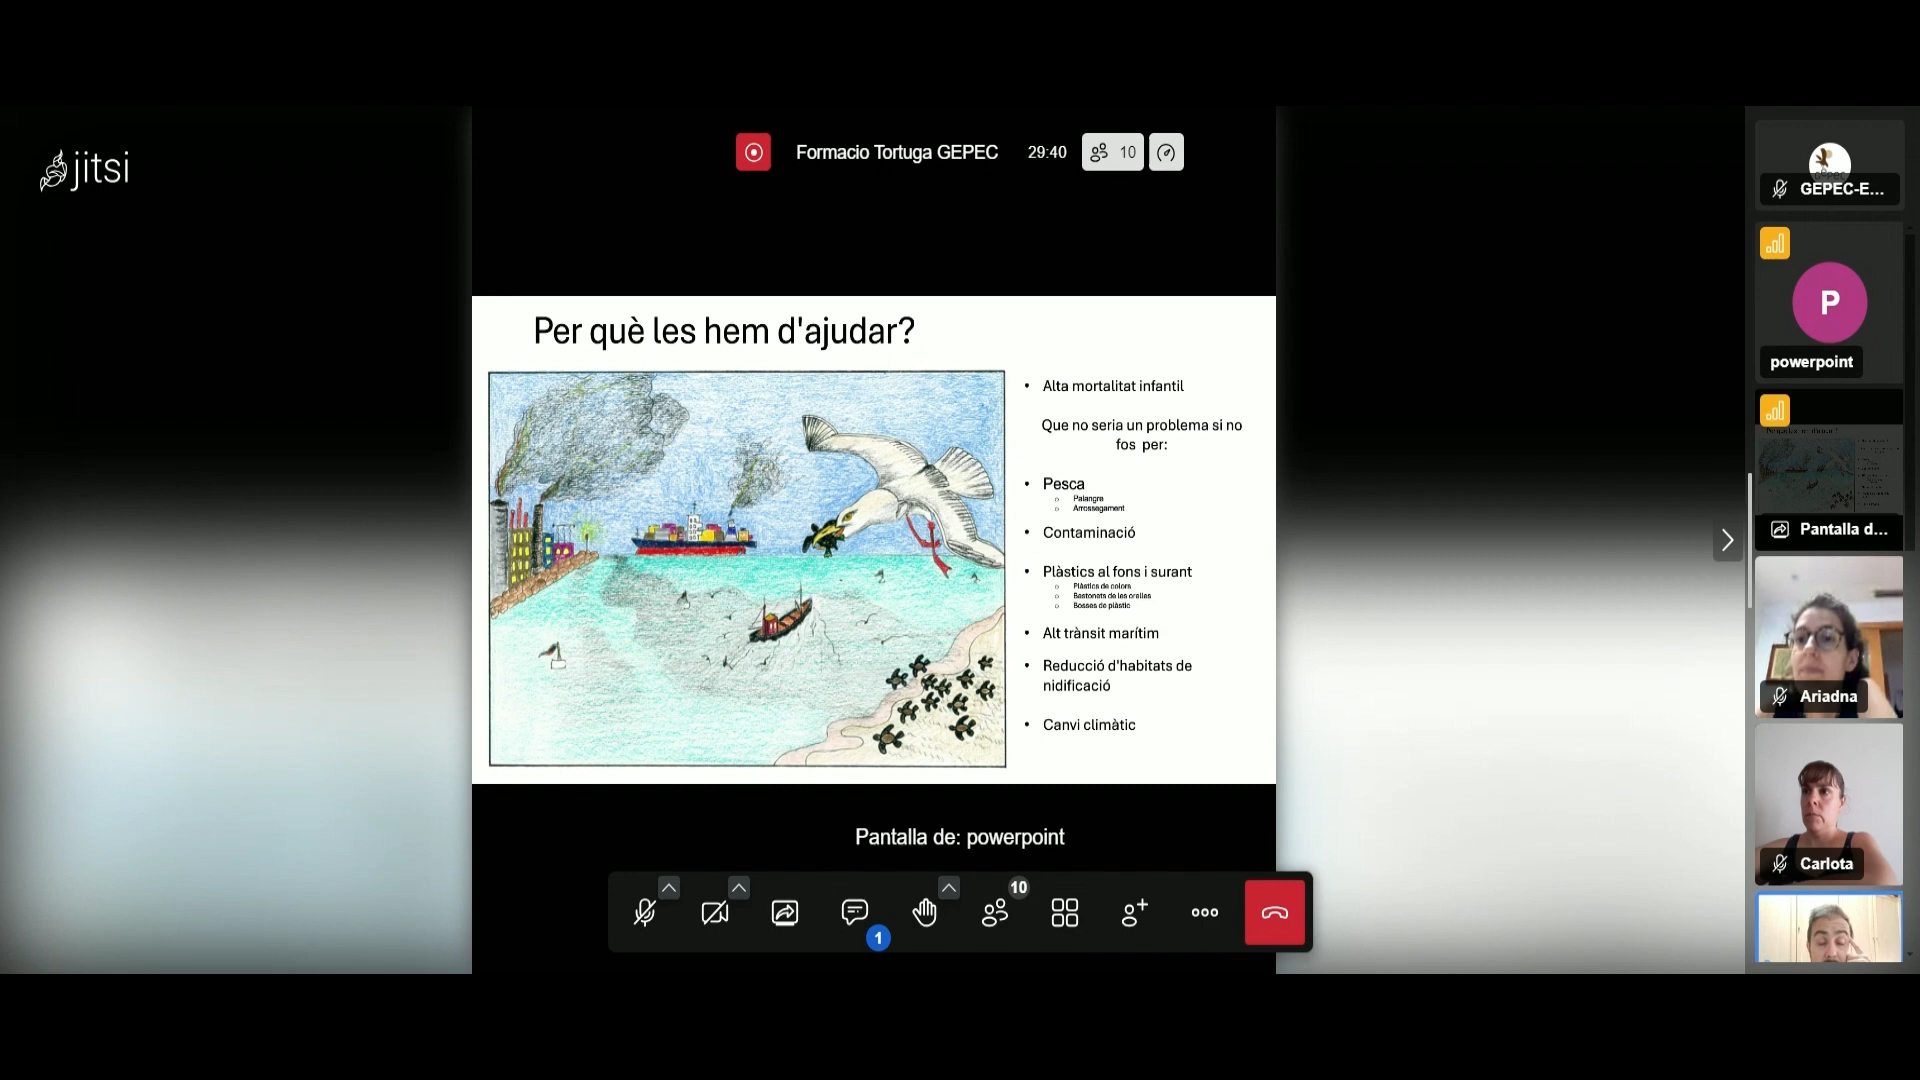 jitsi
Formacio Tortuga GEPEC
29:40
10
Per què les hem d'ajudar?
• Alta mortalitat infantil
Que no seria un problema si no
fos per:
• Pesca
o Palangre
o Arrossegament
• Contaminació
• Plàstics al fons i surant
o Plàstics de colors
o Bastonets de les orelles
o Bosses de plàstic
• Alt trànsit marítim
• Reducció d'habitats de
nidificació
• Canvi climàtic
Pantalla de: powerpoint
10
1
GEPEC-E...
P
powerpoint
Pantalla d...
Ariadna
Carlota